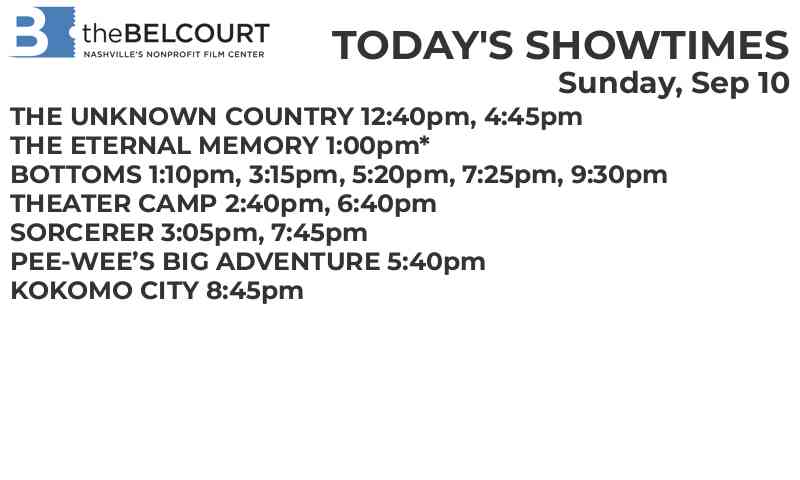 B theBELCOURT
NASHVILLE'S NONPROFIT FILM CENTER
TODAY'S SHOWTIMES
Sunday, Sep 10
THE UNKNOWN COUNTRY 12:40pm, 4:45pm
THE ETERNAL MEMORY 1:00pm*
BOTTOMS 1:10pm, 3:15pm, 5:20pm, 7:25pm, 9:30pm
THEATER CAMP 2:40pm, 6:40pm
SORCERER 3:05pm, 7:45pm
PEE-WEE’S BIG ADVENTURE 5:40pm
KOKOMO CITY 8:45pm